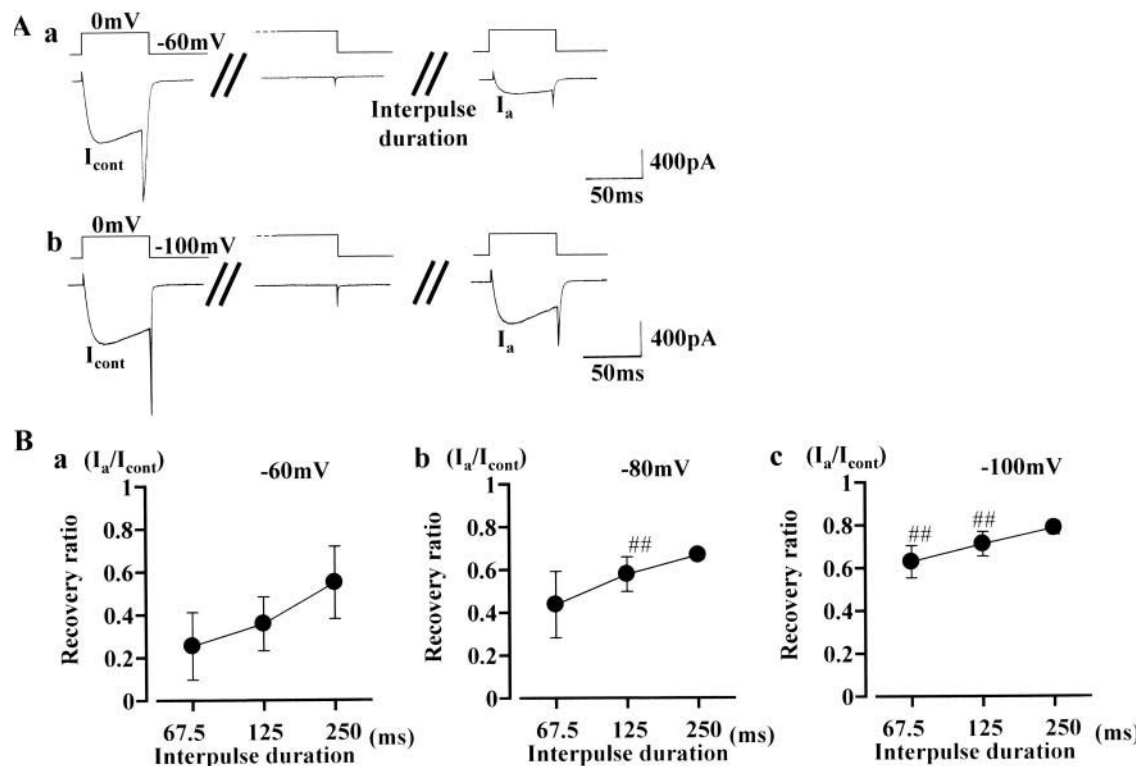 A
a
0mV
-60mV
I_cont
Interpulse
duration
I_a
400pA
50ms
b
0mV
-100mV
I_cont
I_a
400pA
50ms
B
a (I_a/I_cont)
-60mV
Recovery ratio
1
0.8
0.6
0.4
0.2
0
67.5 125 250 (ms)
Interpulse duration
b (I_a/I_cont)
-80mV
##
Recovery ratio
1
0.8
0.6
0.4
0.2
0
67.5 125 250 (ms)
Interpulse duration
c (I_a/I_cont)
-100mV
## ##
Recovery ratio
1
0.8
0.6
0.4
0.2
0
67.5 125 250 (ms)
Interpulse duration